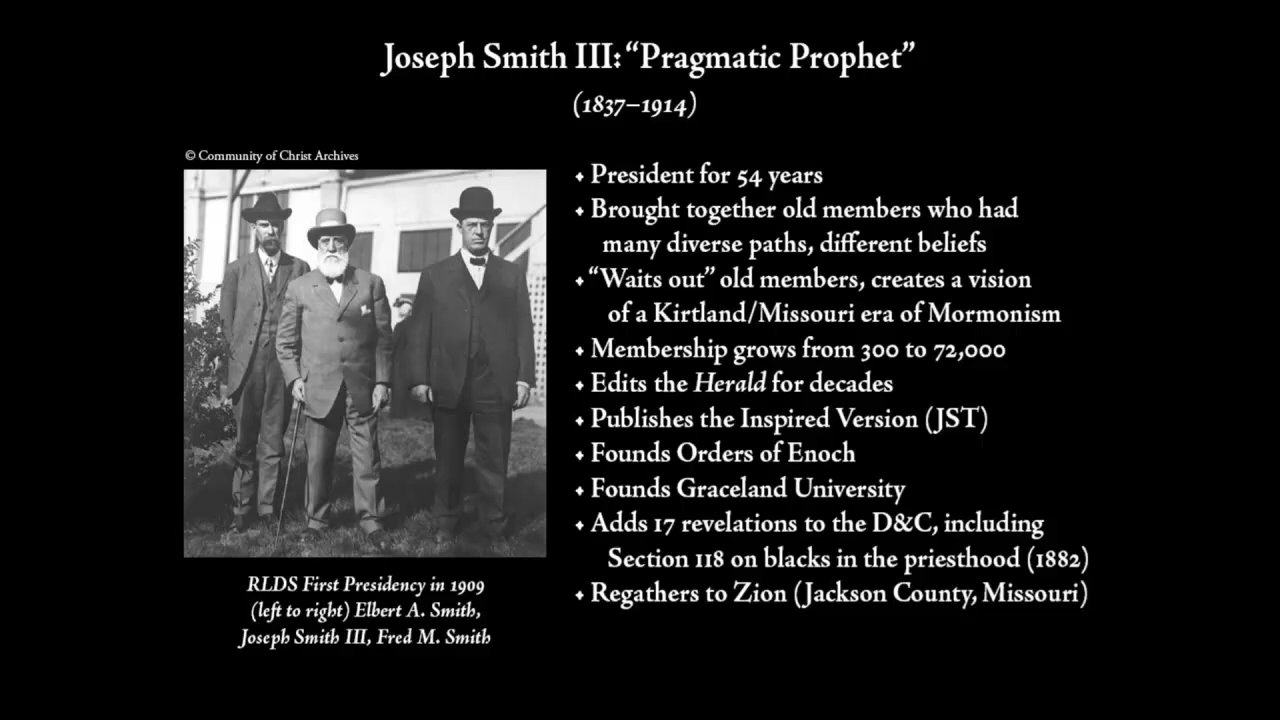 Joseph Smith III: “Pragmatic Prophet”
(1837–1914)
© Community of Christ Archives
RLDS First Presidency in 1909
(left to right) Elbert A. Smith,
Joseph Smith III, Fred M. Smith
✦ President for 54 years
✦ Brought together old members who had
many diverse paths, different beliefs
✦ “Waits out” old members, creates a vision
of a Kirtland/Missouri era of Mormonism
✦ Membership grows from 300 to 72,000
✦ Edits the Herald for decades
✦ Publishes the Inspired Version (JST)
✦ Founds Orders of Enoch
✦ Founds Graceland University
✦ Adds 17 revelations to the D&C, including
Section 118 on blacks in the priesthood (1882)
✦ Regathers to Zion (Jackson County, Missouri)